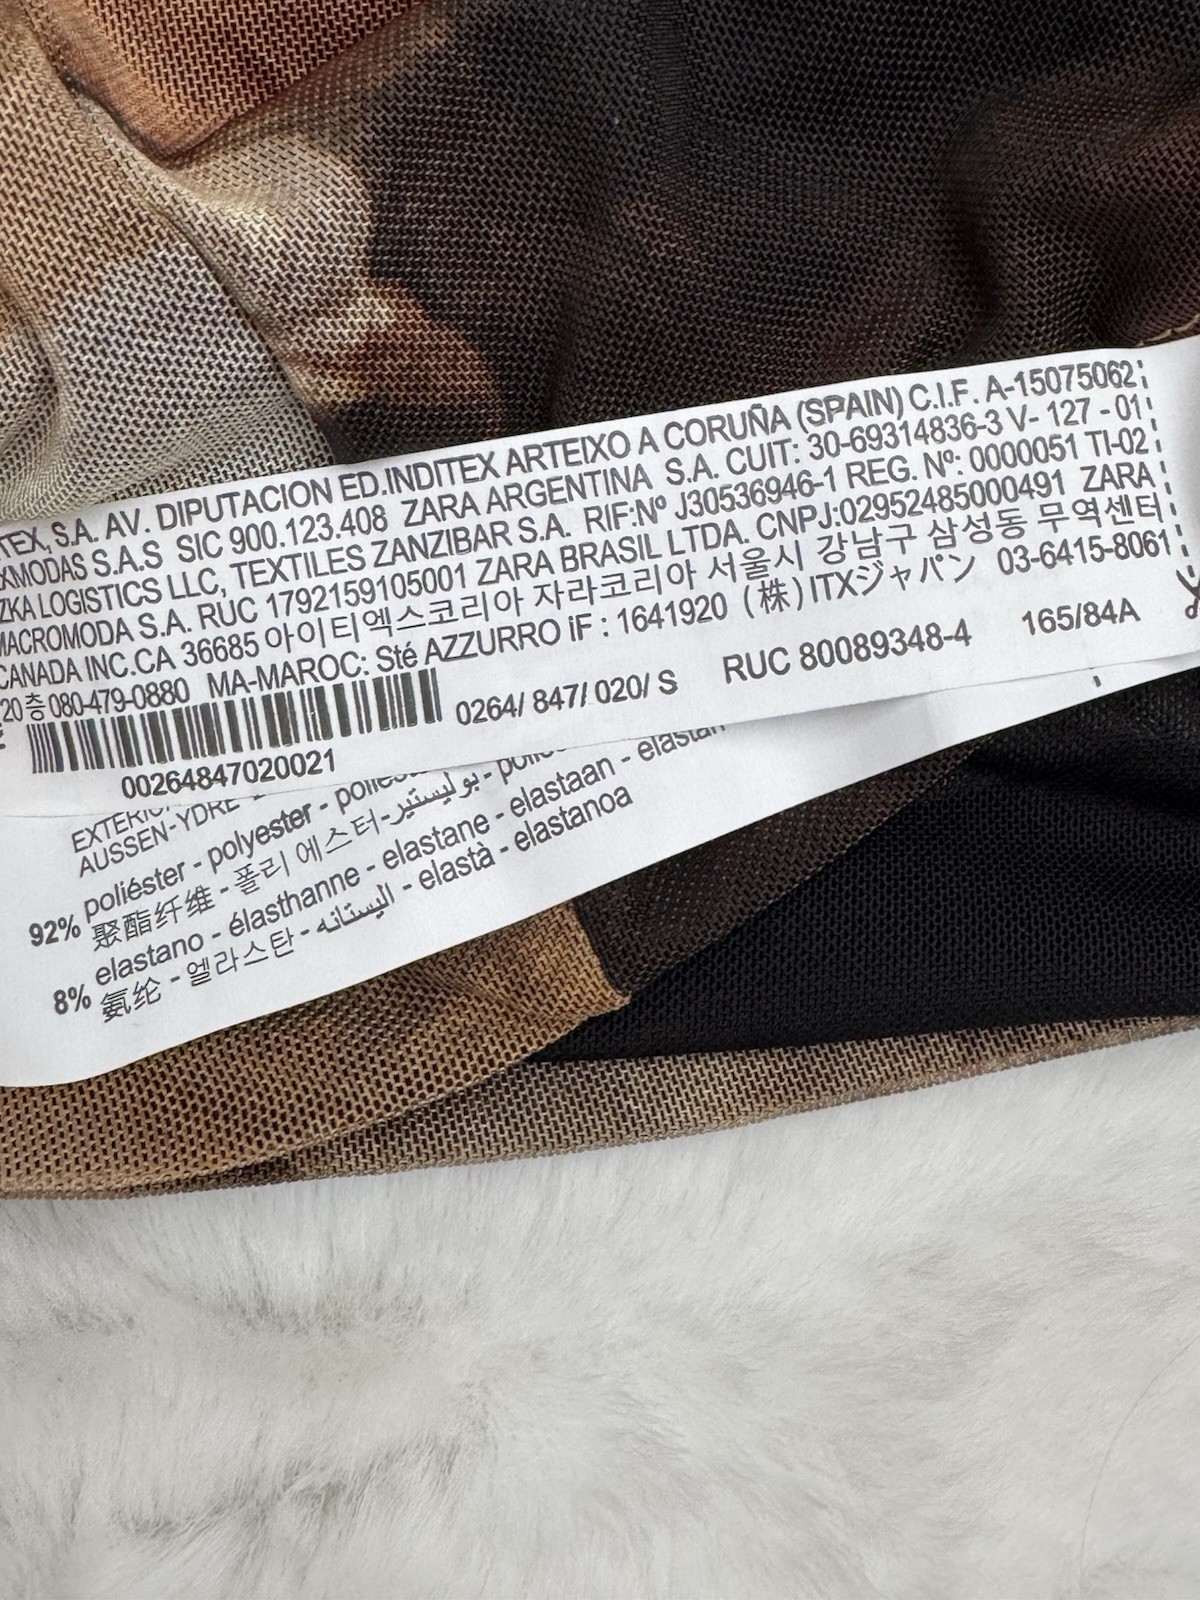 TEX, S.A. AV. DIPUTACION ED.INDITEX ARTEIXO A CORUÑA (SPAIN) C.I.F. A-15075062
XMODAS S.A.S SIC 900.123.408 ZARA ARGENTINA S.A. CUIT: 30-69314836-3 V- 127 - 01
ZKA LOGISTICS LLC, TEXTILES ZANZIBAR S.A. RIF:Nº J30536946-1 REG. Nº: 0000051 TI-02
MACROMODA S.A. RUC 1792159105001 ZARA BRASIL LTDA. CNPJ:02952485000491 ZARA
CANADA INC.CA 36685 아이티엑스코리아 자라코리아 서울시 강남구 삼성동 무역센터
20층 080-479-0880 MA-MAROC: Sté AZZURRO iF : 1641920 (株)ITXジャパン 03-6415-8061
0264/ 847/ 020/ S RUC 80089348-4 165/84A
00264847020021
AUSSEN-YDRE
92% poliéster - polyester
聚酯纤维 - 폴리 에스터 - بوليستير
8% elastano - élasthanne - elastane - elastaan - elastan
氨纶 - 엘라스탄 - اليستانه - elastà - elastanoa